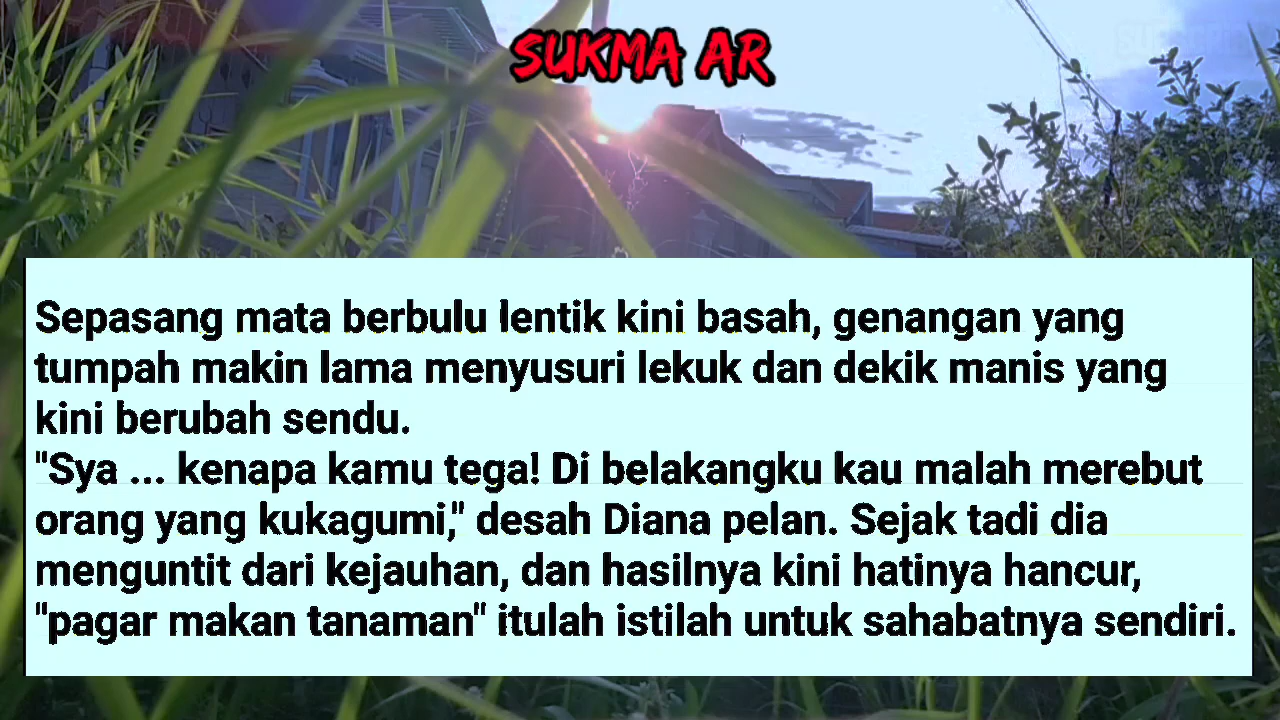 SUKMA AR
Sepasang mata berbulu lentik kini basah, genangan yang
tumpah makin lama menyusuri lekuk dan dekik manis yang
kini berubah sendu.
"Sya ... kenapa kamu tega! Di belakangku kau malah merebut
orang yang kukagumi," desah Diana pelan. Sejak tadi dia
menguntit dari kejauhan, dan hasilnya kini hatinya hancur,
"pagar makan tanaman" itulah istilah untuk sahabatnya sendiri.